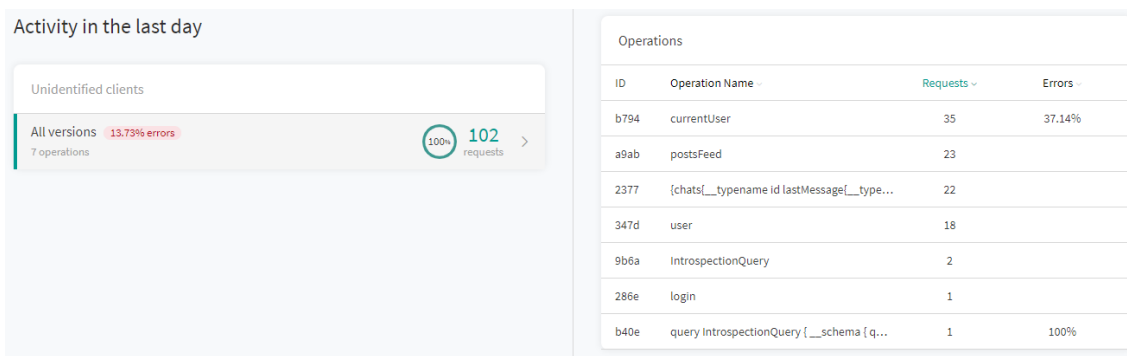 Activity in the last day
Unidentified clients
All versions 13.73% errors
7 operations
100%
102
requests
Operations
ID Operation Name Requests Errors
b794 currentUser 35 37.14%
a9ab postsFeed 23
2377 {chats{__typename id lastMessage{__type... 22
347d user 18
9b6a IntrospectionQuery 2
286e login 1
b40e query IntrospectionQuery { __schema { q... 1 100%